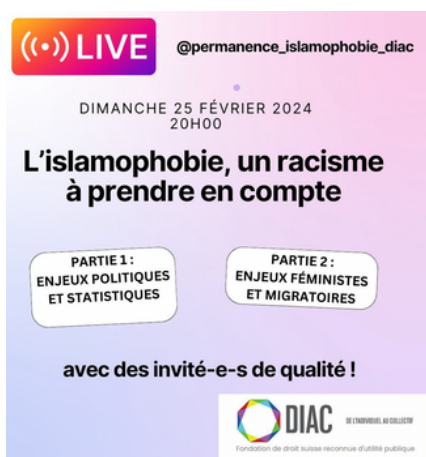 ((•)) LIVE
@permanence_islamophobie_diac
DIMANCHE 25 FÉVRIER 2024
20H00
L'islamophobie, un racisme
à prendre en compte
PARTIE 1 :
ENJEUX POLITIQUES
ET STATISTIQUES
PARTIE 2 :
ENJEUX FÉMINISTES
ET MIGRATOIRES
avec des invité-e-s de qualité !
DIAC
DE L'INDIVIDUEL AU COLLECTIF
Fondation de droit suisse reconnue d'utilité publique